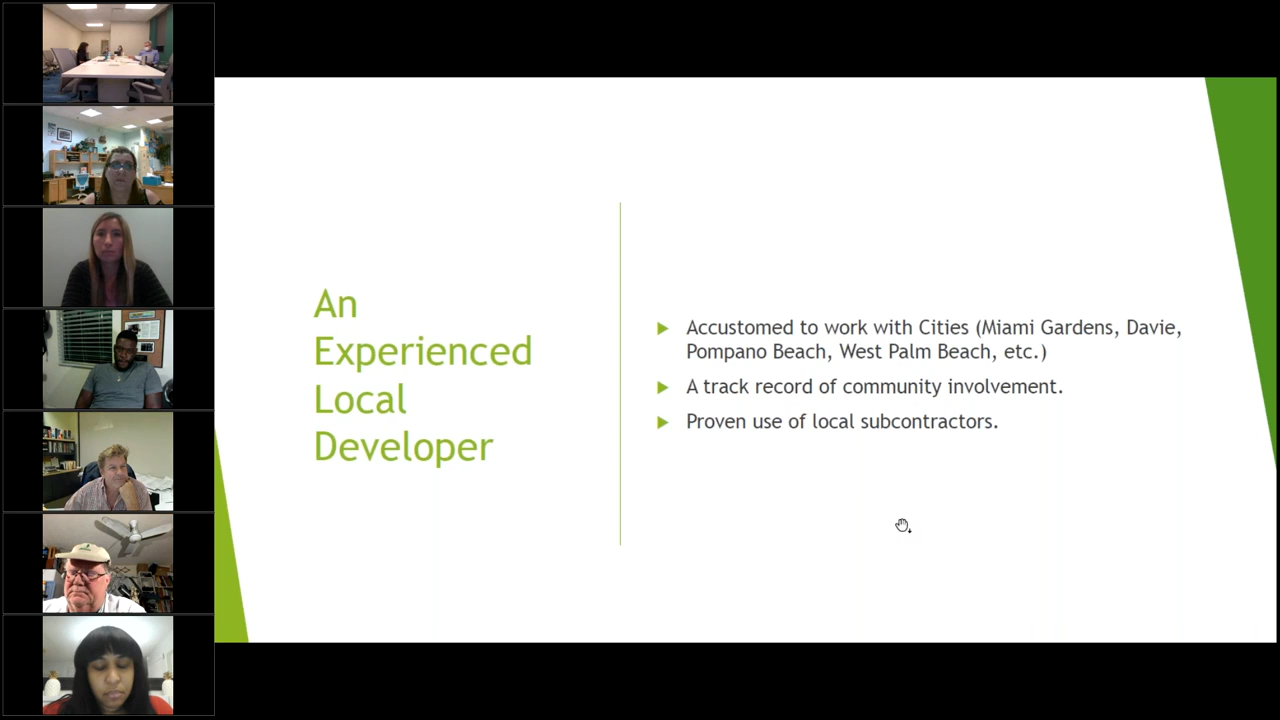 An
Experienced
Local
Developer
Accustomed to work with Cities (Miami Gardens, Davie,
Pompano Beach, West Palm Beach, etc.)
A track record of community involvement.
Proven use of local subcontractors.